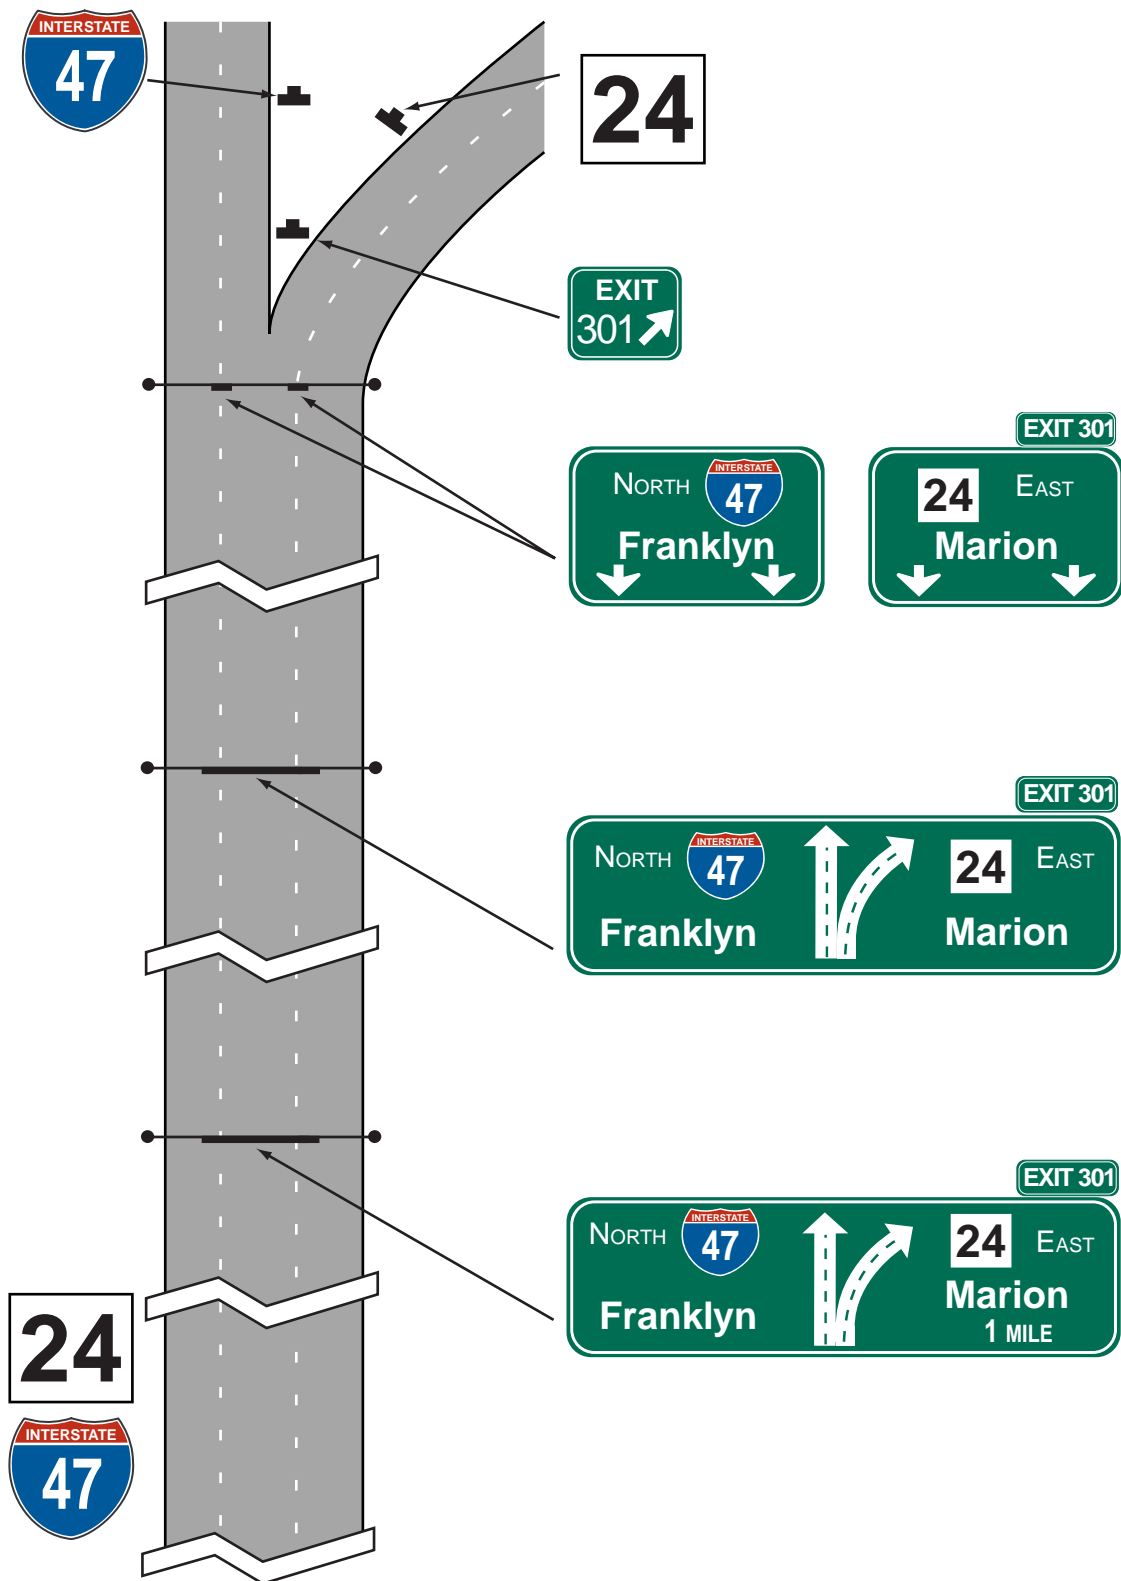 INTERSTATE
47
24
EXIT
301
EXIT 301
NORTH
INTERSTATE
47
Franklyn
24
EAST
Marion
EXIT 301
NORTH
INTERSTATE
47
Franklyn
24
EAST
Marion
EXIT 301
NORTH
INTERSTATE
47
Franklyn
24
EAST
Marion
1 MILE
24
INTERSTATE
47